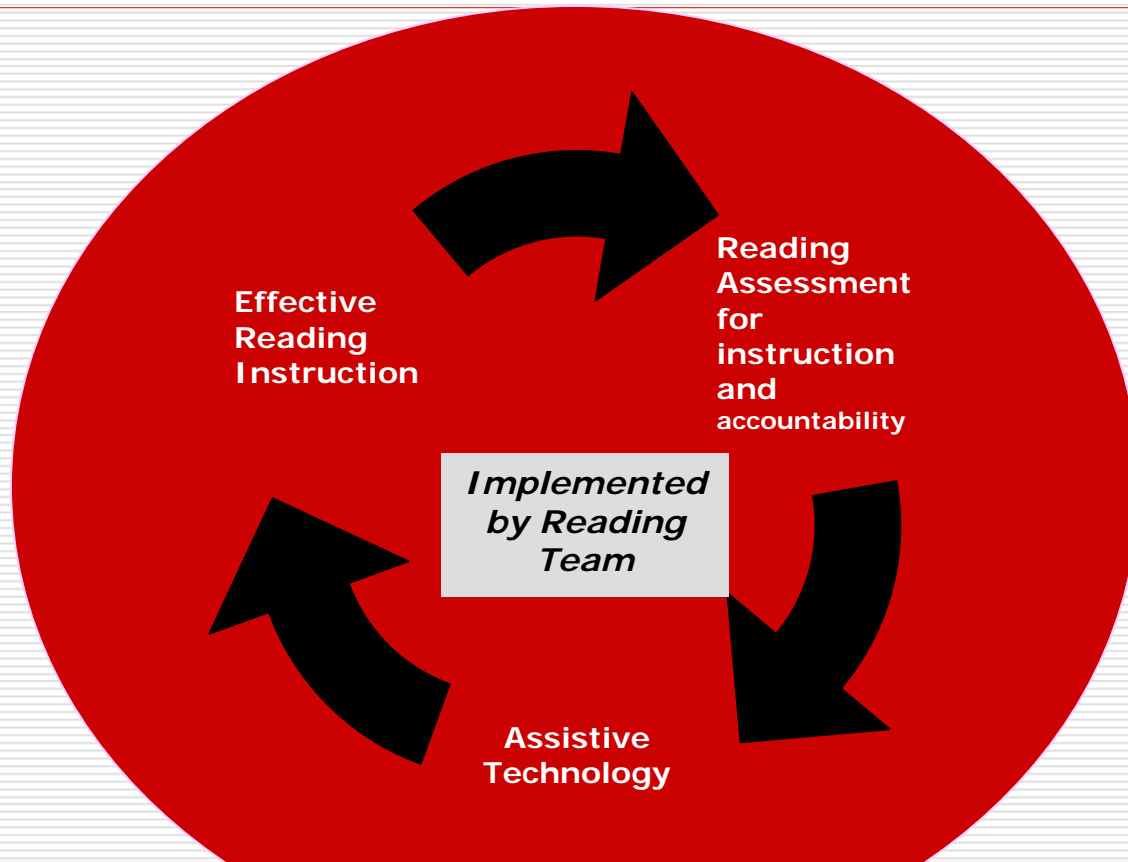 Effective
Reading
Instruction
Reading
Assessment
for
instruction
and
accountability
Implemented
by Reading
Team
Assistive
Technology